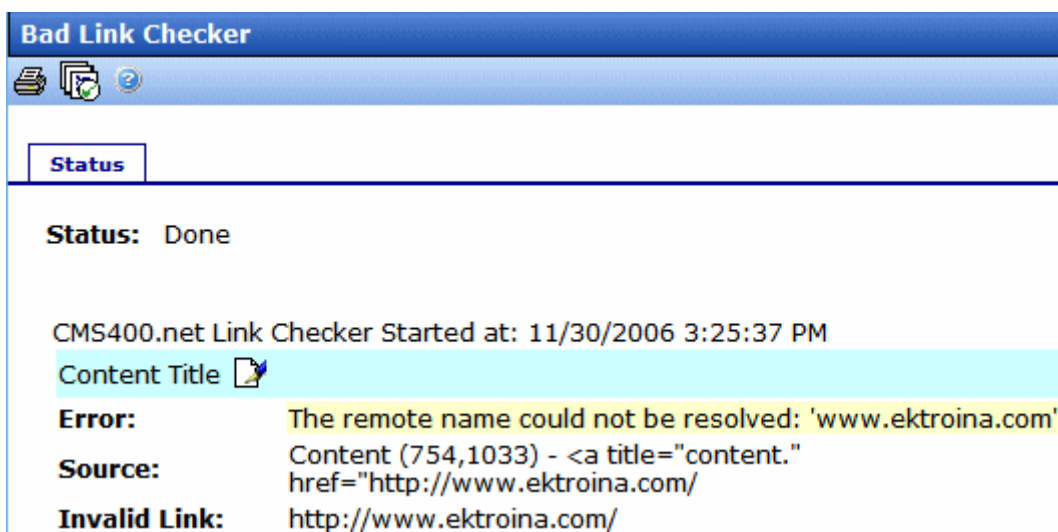 Bad Link Checker
Status
Status: Done
CMS400.net Link Checker Started at: 11/30/2006 3:25:37 PM
Content Title
Error: The remote name could not be resolved: 'www.ektroina.com'
Source: Content (754,1033) - <a title="content."
href="http://www.ektroina.com/
Invalid Link: http://www.ektroina.com/